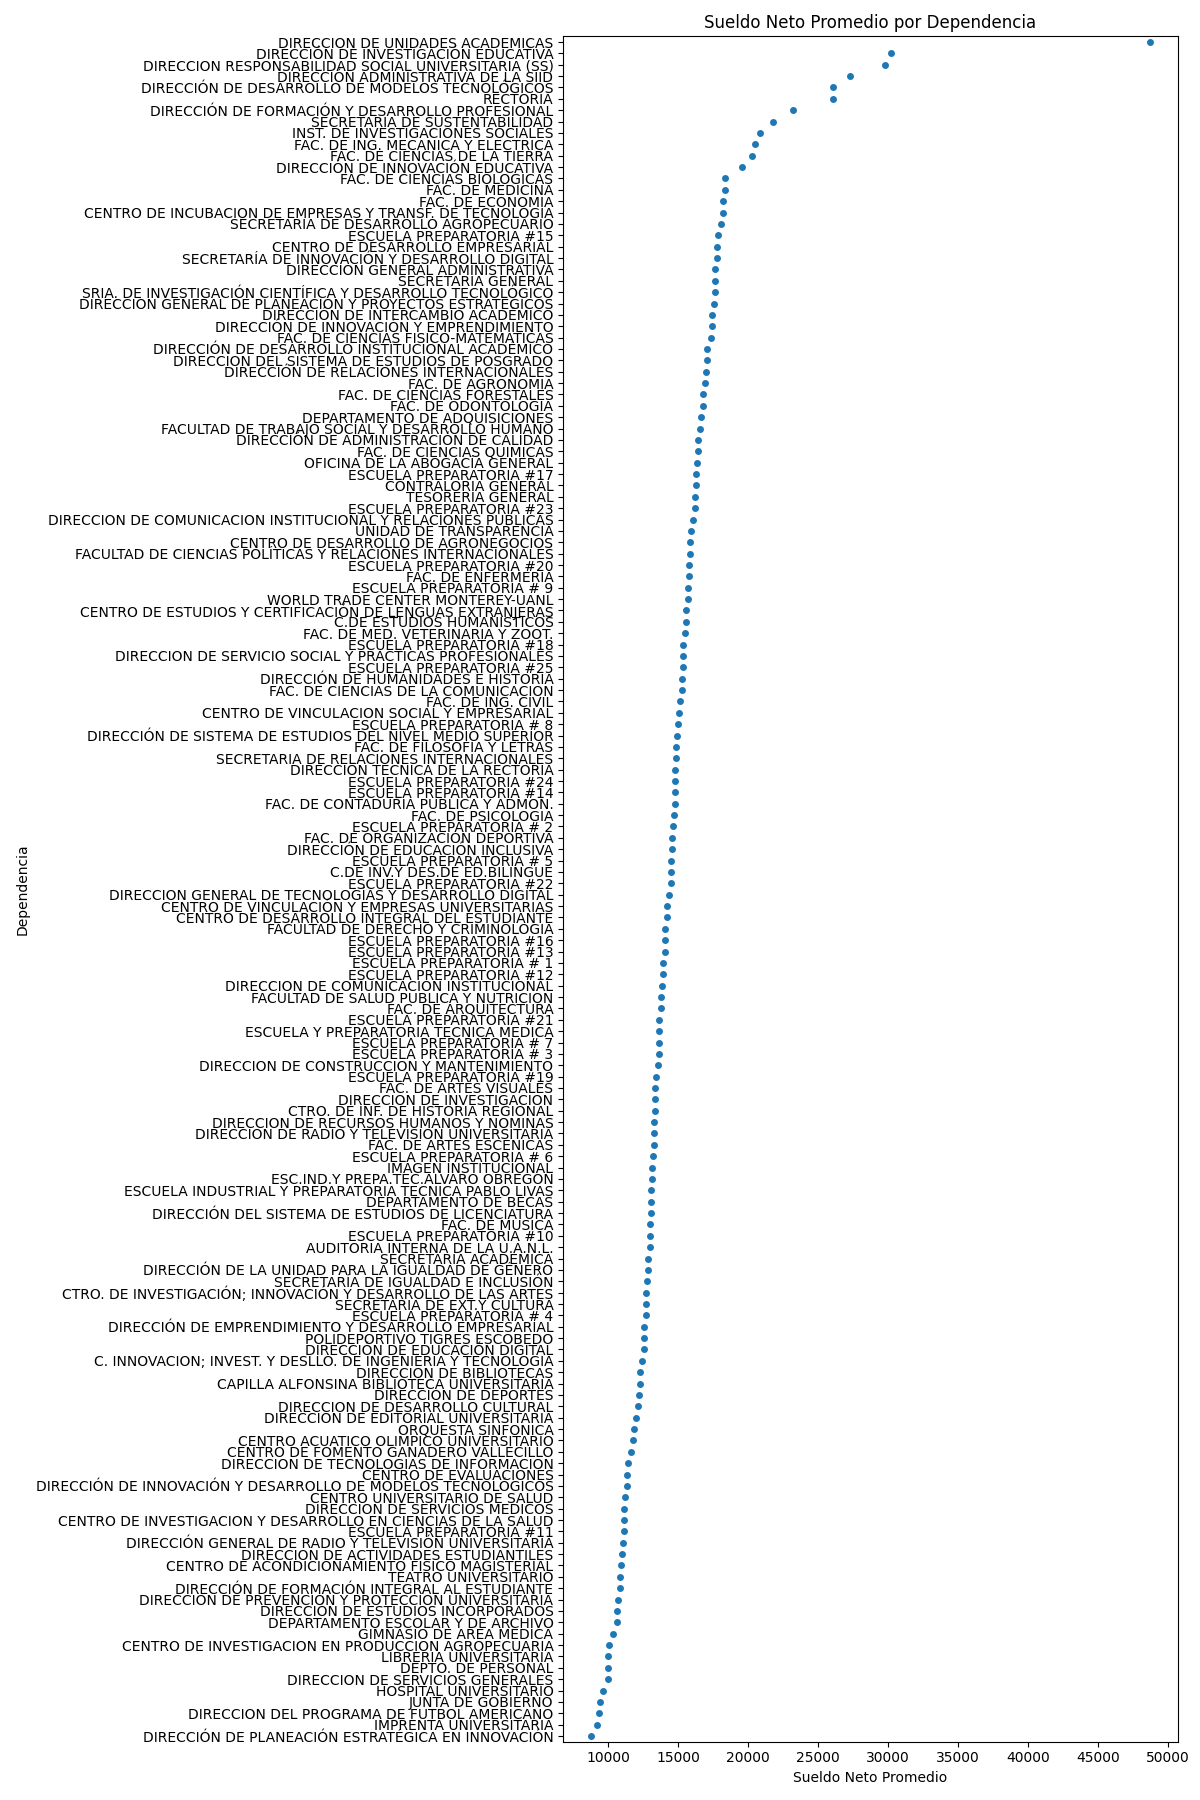 Sueldo Neto Promedio por Dependencia
DIRECCION DE UNIDADES ACADEMICAS
DIRECCIÓN DE INVESTIGACIÓN EDUCATIVA
DIRECCION RESPONSABILIDAD SOCIAL UNIVERSITARIA (SS)
DIRECCIÓN ADMINISTRATIVA DE LA SIID
DIRECCIÓN DE DESARROLLO DE MODELOS TECNOLÓGICOS
RECTORIA
DIRECCIÓN DE FORMACIÓN Y DESARROLLO PROFESIONAL
SECRETARIA DE SUSTENTABILIDAD
INST. DE INVESTIGACIONES SOCIALES
FAC. DE ING. MECANICA Y ELECTRICA
FAC. DE CIENCIAS DE LA TIERRA
DIRECCIÓN DE INNOVACIÓN EDUCATIVA
FAC. DE CIENCIAS BIOLOGICAS
FAC. DE MEDICINA
FAC. DE ECONOMIA
CENTRO DE INCUBACION DE EMPRESAS Y TRANSF. DE TECNOLOGIA
SECRETARIA DE DESARROLLO AGROPECUARIO
ESCUELA PREPARATORIA #15
CENTRO DE DESARROLLO EMPRESARIAL
SECRETARÍA DE INNOVACIÓN Y DESARROLLO DIGITAL
DIRECCION GENERAL ADMINISTRATIVA
SECRETARIA GENERAL
SRIA. DE INVESTIGACIÓN CIENTÍFICA Y DESARROLLO TECNOLÓGICO
DIRECCION GENERAL DE PLANEACION Y PROYECTOS ESTRATEGICOS
DIRECCION DE INTERCAMBIO ACADEMICO
DIRECCION DE INNOVACION Y EMPRENDIMIENTO
FAC. DE CIENCIAS FISICO-MATEMATICAS
DIRECCIÓN DE DESARROLLO INSTITUCIONAL ACADÉMICO
DIRECCION DEL SISTEMA DE ESTUDIOS DE POSGRADO
DIRECCIÓN DE RELACIONES INTERNACIONALES
FAC. DE AGRONOMIA
FAC. DE CIENCIAS FORESTALES
FAC. DE ODONTOLOGIA
DEPARTAMENTO DE ADQUISICIONES
FACULTAD DE TRABAJO SOCIAL Y DESARROLLO HUMANO
DIRECCIÓN DE ADMINISTRACIÓN DE CALIDAD
FAC. DE CIENCIAS QUIMICAS
OFICINA DE LA ABOGACIA GENERAL
ESCUELA PREPARATORIA #17
CONTRALORIA GENERAL
TESORERIA GENERAL
ESCUELA PREPARATORIA #23
DIRECCION DE COMUNICACION INSTITUCIONAL Y RELACIONES PUBLICAS
UNIDAD DE TRANSPARENCIA
CENTRO DE DESARROLLO DE AGRONEGOCIOS
FACULTAD DE CIENCIAS POLITICAS Y RELACIONES INTERNACIONALES
ESCUELA PREPARATORIA #20
FAC. DE ENFERMERIA
ESCUELA PREPARATORIA # 9
WORLD TRADE CENTER MONTEREY-UANL
CENTRO DE ESTUDIOS Y CERTIFICACIÓN DE LENGUAS EXTRANJERAS
C.DE ESTUDIOS HUMANISTICOS
FAC. DE MED. VETERINARIA Y ZOOT.
ESCUELA PREPARATORIA #18
DIRECCION DE SERVICIO SOCIAL Y PRACTICAS PROFESIONALES
ESCUELA PREPARATORIA #25
DIRECCIÓN DE HUMANIDADES E HISTORIA
FAC. DE CIENCIAS DE LA COMUNICACION
FAC. DE ING. CIVIL
CENTRO DE VINCULACION SOCIAL Y EMPRESARIAL
ESCUELA PREPARATORIA # 8
DIRECCIÓN DE SISTEMA DE ESTUDIOS DEL NIVEL MEDIO SUPERIOR
FAC. DE FILOSOFIA Y LETRAS
SECRETARIA DE RELACIONES INTERNACIONALES
DIRECCION TECNICA DE LA RECTORIA
ESCUELA PREPARATORIA #24
ESCUELA PREPARATORIA #14
FAC. DE CONTADURIA PUBLICA Y ADMON.
FAC. DE PSICOLOGIA
ESCUELA PREPARATORIA # 2
FAC. DE ORGANIZACION DEPORTIVA
DIRECCIÓN DE EDUCACIÓN INCLUSIVA
ESCUELA PREPARATORIA # 5
C.DE INV.Y DES.DE ED.BILINGUE
ESCUELA PREPARATORIA #22
DIRECCION GENERAL DE TECNOLOGIAS Y DESARROLLO DIGITAL
CENTRO DE VINCULACION Y EMPRESAS UNIVERSITARIAS
CENTRO DE DESARROLLO INTEGRAL DEL ESTUDIANTE
FACULTAD DE DERECHO Y CRIMINOLOGIA
ESCUELA PREPARATORIA #16
ESCUELA PREPARATORIA #13
ESCUELA PREPARATORIA # 1
ESCUELA PREPARATORIA #12
DIRECCION DE COMUNICACION INSTITUCIONAL
FACULTAD DE SALUD PUBLICA Y NUTRICION
FAC. DE ARQUITECTURA
ESCUELA PREPARATORIA #21
ESCUELA Y PREPARATORIA TECNICA MEDICA
ESCUELA PREPARATORIA # 7
ESCUELA PREPARATORIA # 3
DIRECCION DE CONSTRUCCION Y MANTENIMIENTO
ESCUELA PREPARATORIA #19
FAC. DE ARTES VISUALES
DIRECCION DE INVESTIGACION
CTRO. DE INF. DE HISTORIA REGIONAL
DIRECCION DE RECURSOS HUMANOS Y NOMINAS
DIRECCION DE RADIO Y TELEVISION UNIVERSITARIA
FAC. DE ARTES ESCENICAS
ESCUELA PREPARATORIA # 6
IMAGEN INSTITUCIONAL
ESC.IND.Y PREPA.TEC.ALVARO OBREGON
ESCUELA INDUSTRIAL Y PREPARATORIA TECNICA PABLO LIVAS
DEPARTAMENTO DE BECAS
DIRECCIÓN DEL SISTEMA DE ESTUDIOS DE LICENCIATURA
FAC. DE MUSICA
ESCUELA PREPARATORIA #10
AUDITORIA INTERNA DE LA U.A.N.L.
SECRETARIA ACADEMICA
DIRECCIÓN DE LA UNIDAD PARA LA IGUALDAD DE GÉNERO
SECRETARIA DE IGUALDAD E INCLUSION
CTRO. DE INVESTIGACIÓN; INNOVACIÓN Y DESARROLLO DE LAS ARTES
SECRETARIA DE EXT.Y CULTURA
ESCUELA PREPARATORIA # 4
DIRECCIÓN DE EMPRENDIMIENTO Y DESARROLLO EMPRESARIAL
POLIDEPORTIVO TIGRES ESCOBEDO
DIRECCIÓN DE EDUCACIÓN DIGITAL
C. INNOVACION; INVEST. Y DESLLO. DE INGENIERIA Y TECNOLOGIA
DIRECCION DE BIBLIOTECAS
CAPILLA ALFONSINA BIBLIOTECA UNIVERSITARIA
DIRECCION DE DEPORTES
DIRECCION DE DESARROLLO CULTURAL
DIRECCION DE EDITORIAL UNIVERSITARIA
ORQUESTA SINFONICA
CENTRO ACUATICO OLIMPICO UNIVERSITARIO
CENTRO DE FOMENTO GANADERO VALLECILLO
DIRECCION DE TECNOLOGIAS DE INFORMACION
CENTRO DE EVALUACIONES
DIRECCIÓN DE INNOVACIÓN Y DESARROLLO DE MODELOS TECNOLÓGICOS
CENTRO UNIVERSITARIO DE SALUD
DIRECCION DE SERVICIOS MEDICOS
CENTRO DE INVESTIGACION Y DESARROLLO EN CIENCIAS DE LA SALUD
ESCUELA PREPARATORIA #11
DIRECCIÓN GENERAL DE RADIO Y TELEVISIÓN UNIVERSITARIA
DIRECCION DE ACTIVIDADES ESTUDIANTILES
CENTRO DE ACONDICIONAMIENTO FISICO MAGISTERIAL
TEATRO UNIVERSITARIO
DIRECCIÓN DE FORMACIÓN INTEGRAL AL ESTUDIANTE
DIRECCIÓN DE PREVENCIÓN Y PROTECCIÓN UNIVERSITARIA
DIRECCION DE ESTUDIOS INCORPORADOS
DEPARTAMENTO ESCOLAR Y DE ARCHIVO
GIMNASIO DE AREA MEDICA
CENTRO DE INVESTIGACION EN PRODUCCION AGROPECUARIA
LIBRERIA UNIVERSITARIA
DEPTO. DE PERSONAL
DIRECCION DE SERVICIOS GENERALES
HOSPITAL UNIVERSITARIO
JUNTA DE GOBIERNO
DIRECCION DEL PROGRAMA DE FUTBOL AMERICANO
IMPRENTA UNIVERSITARIA
DIRECCIÓN DE PLANEACIÓN ESTRATÉGICA EN INNOVACIÓN
Dependencia
10000 15000 20000 25000 30000 35000 40000 45000 50000
Sueldo Neto Promedio